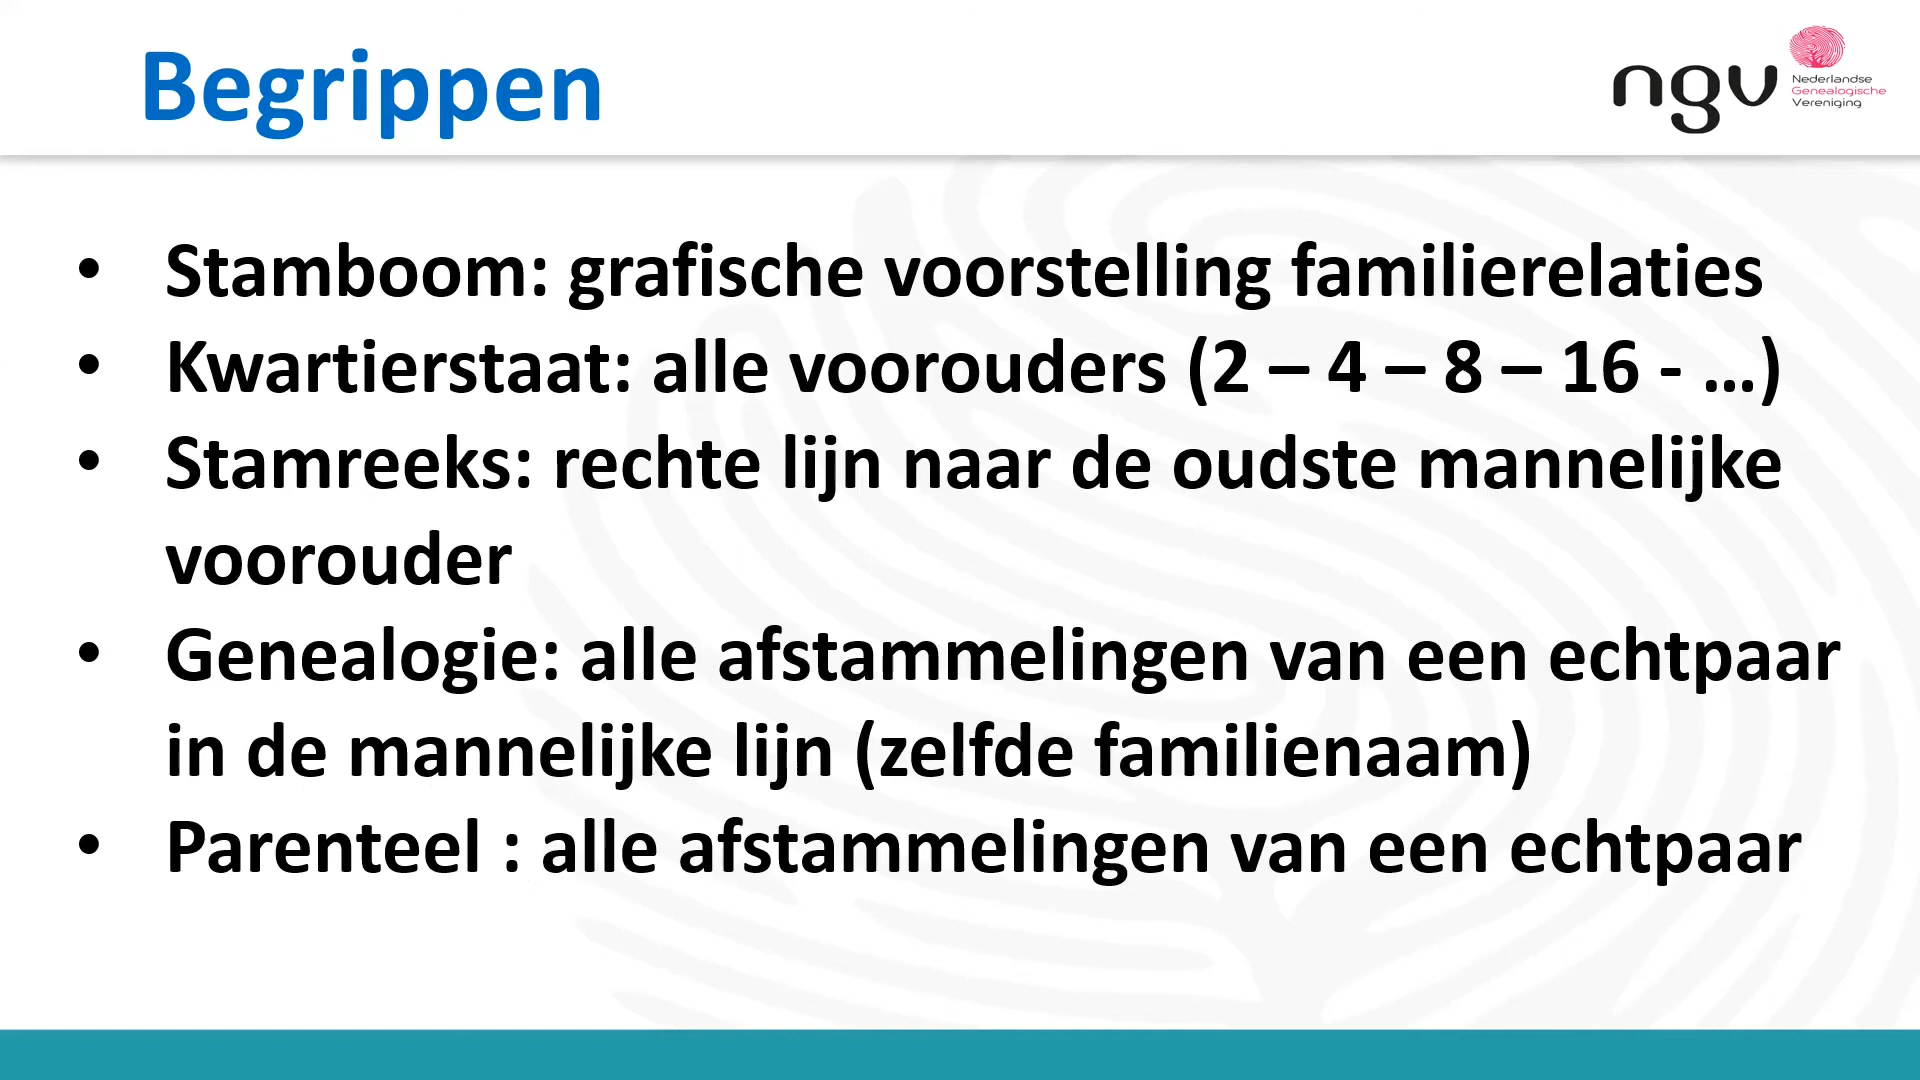 Begrippen
ngv
Nederlandse
Genealogische
Vereniging
• Stamboom: grafische voorstelling familierelaties
• Kwartierstaat: alle voorouders (2 – 4 – 8 – 16 - ...)
• Stamreeks: rechte lijn naar de oudste mannelijke
voorouder
• Genealogie: alle afstammelingen van een echtpaar
in de mannelijke lijn (zelfde familienaam)
• Parenteel : alle afstammelingen van een echtpaar